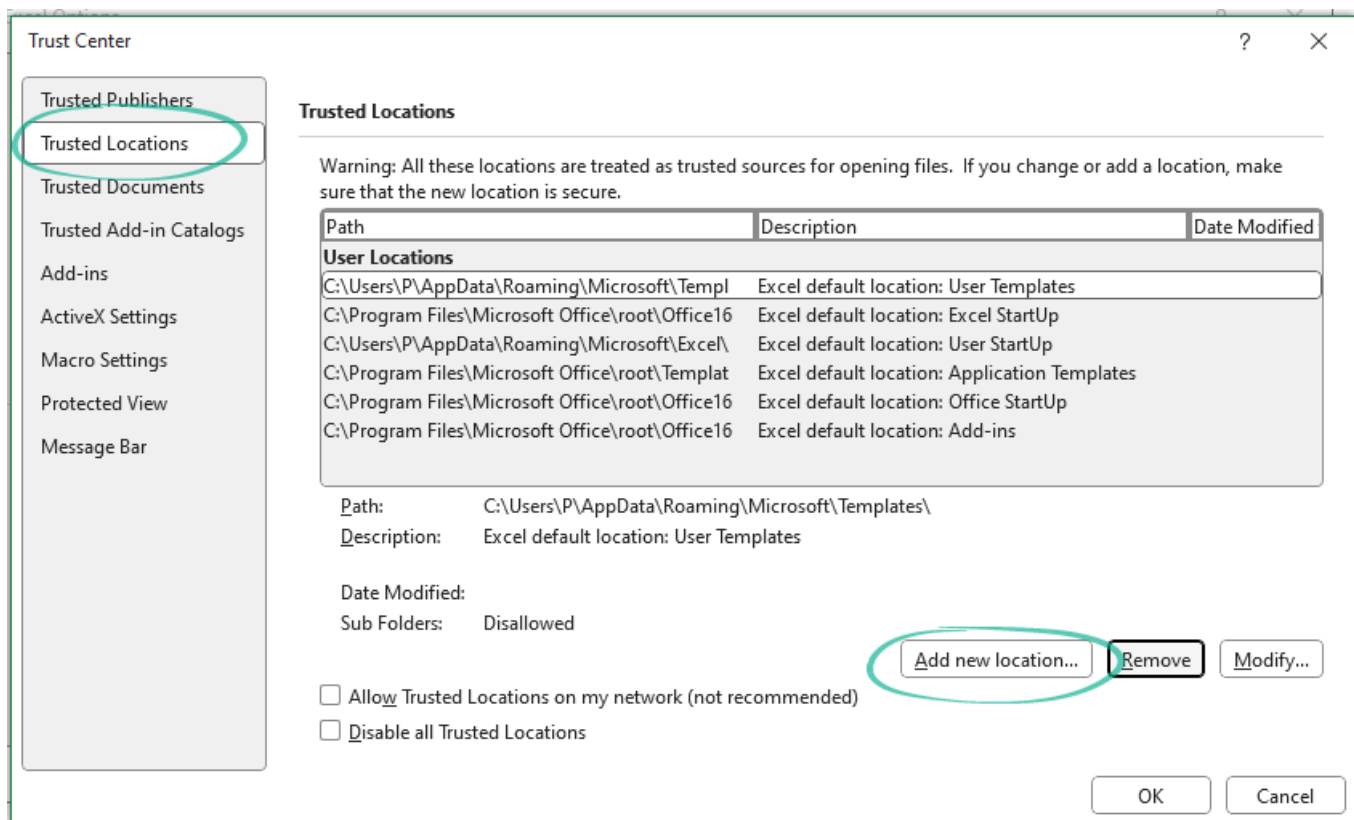 Excel Options
Trust Center
?
Trusted Publishers
Trusted Locations
Trusted Documents
Trusted Add-in Catalogs
Add-ins
ActiveX Settings
Macro Settings
Protected View
Message Bar
Trusted Locations
Warning: All these locations are treated as trusted sources for opening files. If you change or add a location, make
sure that the new location is secure.
Path Description Date Modified
User Locations
C:\Users\P\AppData\Roaming\Microsoft\Templ Excel default location: User Templates
C:\Program Files\Microsoft Office\root\Office16 Excel default location: Excel StartUp
C:\Users\P\AppData\Roaming\Microsoft\Excel\ Excel default location: User StartUp
C:\Program Files\Microsoft Office\root\Templat Excel default location: Application Templates
C:\Program Files\Microsoft Office\root\Office16 Excel default location: Office StartUp
C:\Program Files\Microsoft Office\root\Office16 Excel default location: Add-ins
Path: C:\Users\P\AppData\Roaming\Microsoft\Templates\
Description: Excel default location: User Templates
Date Modified:
Sub Folders: Disallowed
Add new location... Remove Modify...
Allow Trusted Locations on my network (not recommended)
Disable all Trusted Locations
OK Cancel